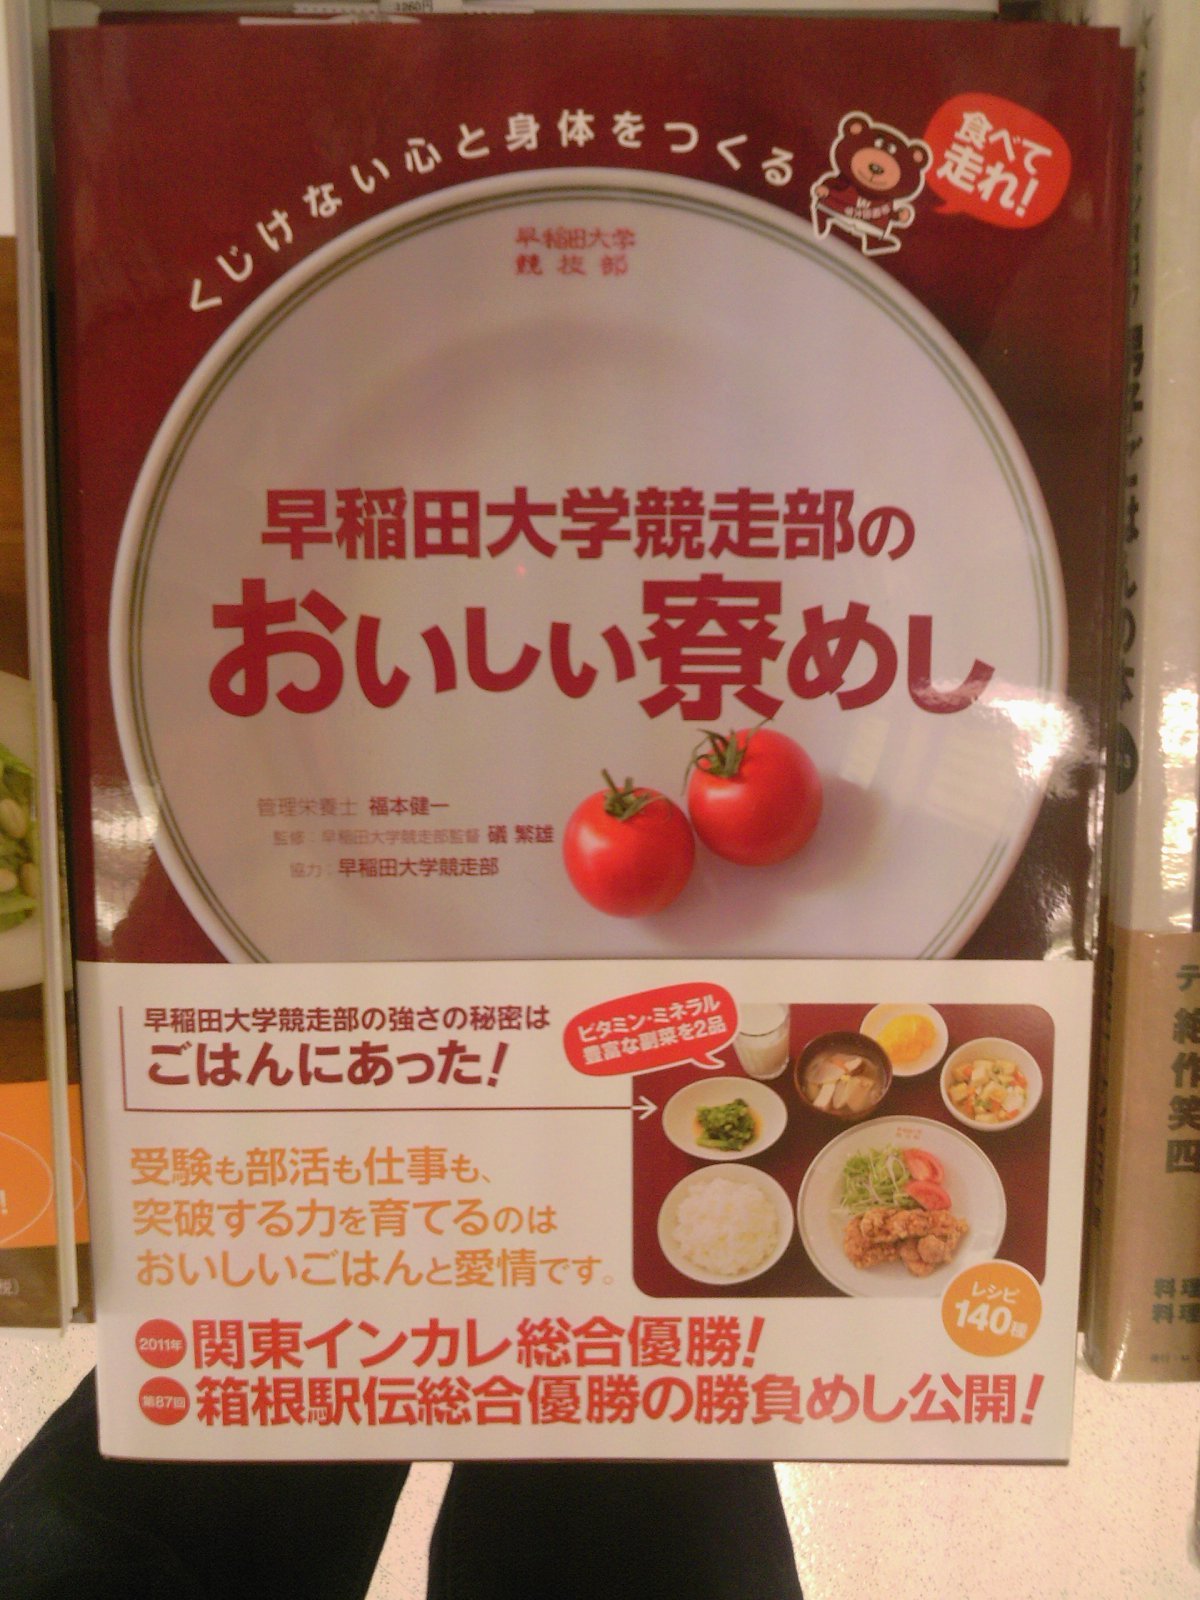 くじけない心と身体をつくる
食べて
走れ!
早稲田大学
競技部
早稲田大学競走部の
おいしい寮めし
管理栄養士 福本健一
監修:早稲田大学競走部監督 礒 繁雄
協力:早稲田大学競走部
早稲田大学競走部の強さの秘密は
ごはんにあった!
ビタミン・ミネラル
豊富な副菜を2品
受験も部活も仕事も、
突破する力を育てるのは
おいしいごはんと愛情です。
レシピ
140種
2011年 関東インカレ総合優勝!
第87回 箱根駅伝総合優勝の勝負めし公開!
料理
料理